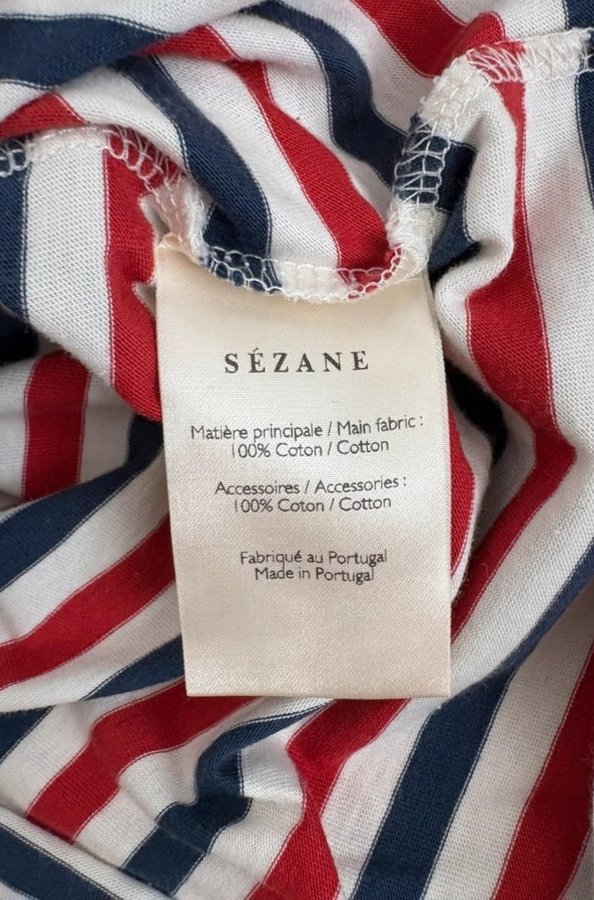 SÉZANE
Matière principale / Main fabric :
100% Coton / Cotton
Accessoires / Accessories :
100% Coton / Cotton
Fabriqué au Portugal
Made in Portugal